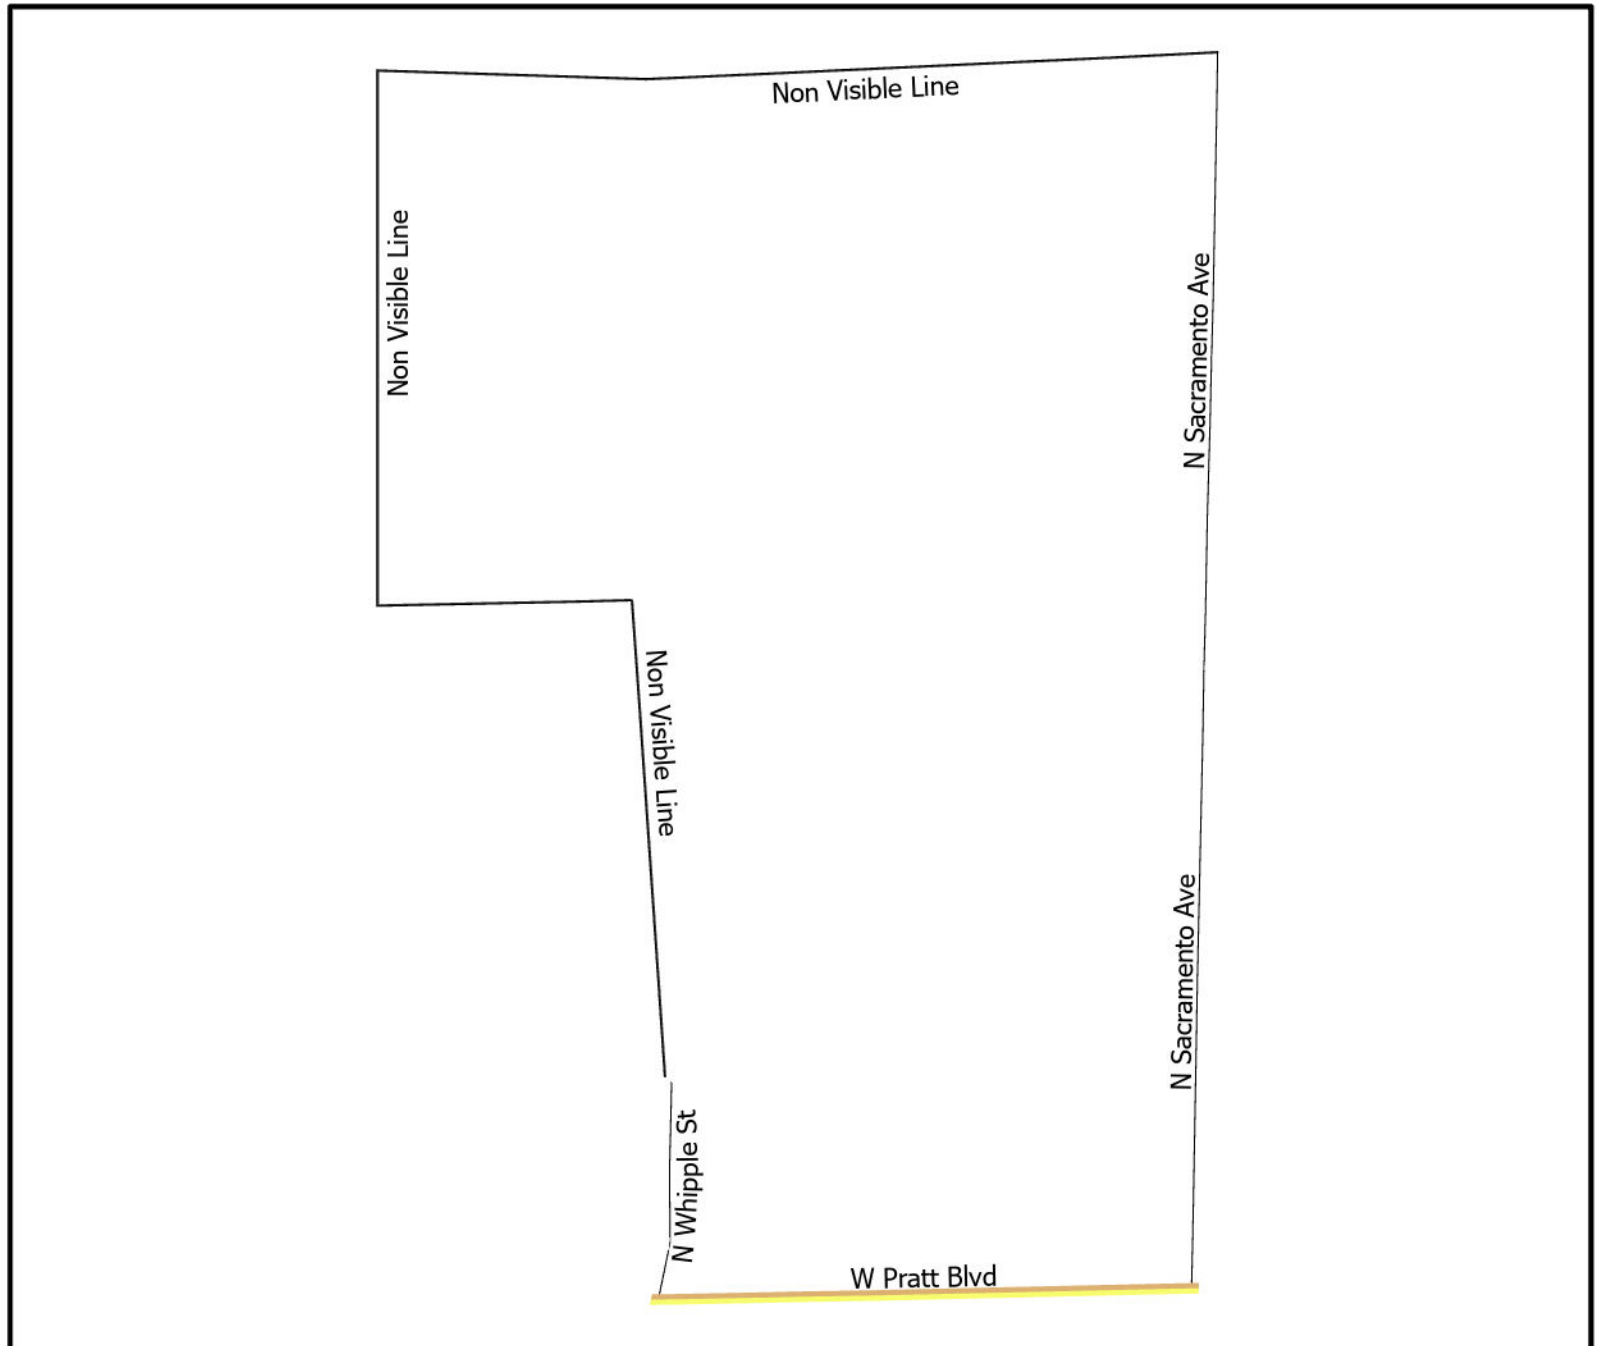 Non Visible Line
Non Visible Line
N Sacramento Ave
Non Visible Line
N Sacramento Ave
N Whipple St
W Pratt Blvd